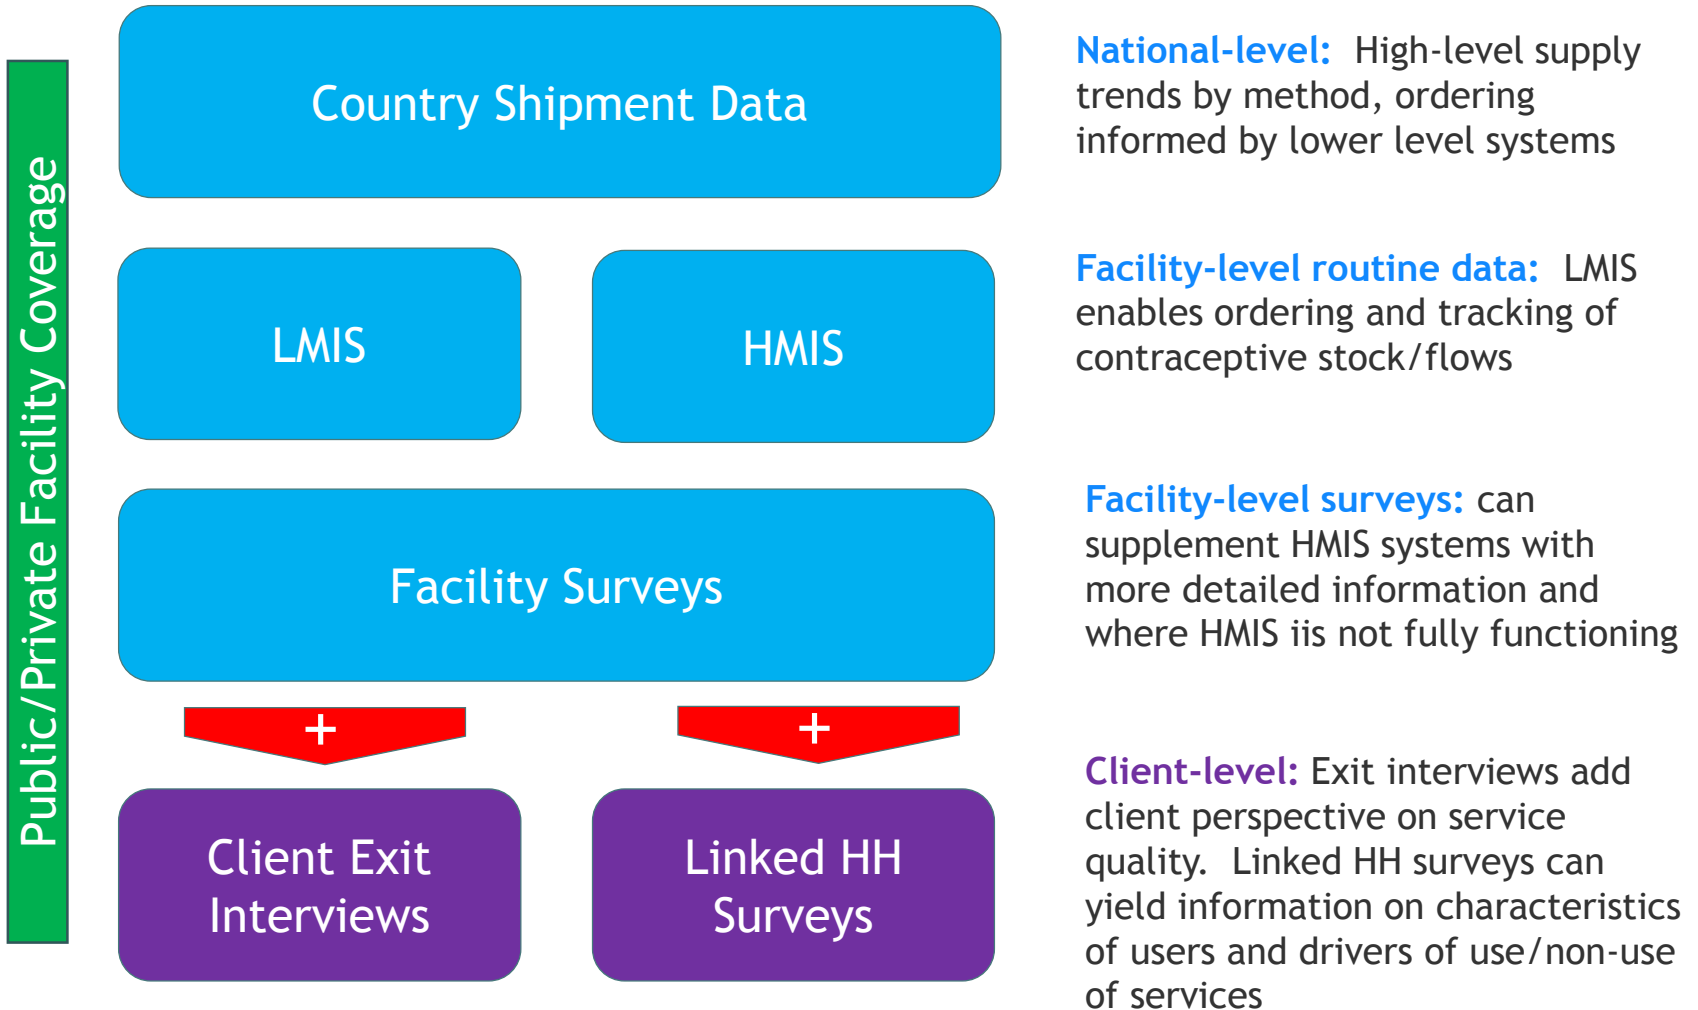 Public/Private Facility Coverage
Country Shipment Data
National-level: High-level supply
trends by method, ordering
informed by lower level systems
LMIS
HMIS
Facility-level routine data: LMIS
enables ordering and tracking of
contraceptive stock/flows
Facility Surveys
Facility-level surveys: can
supplement HMIS systems with
more detailed information and
where HMIS iis not fully functioning
+
+
Client Exit
Interviews
Linked HH
Surveys
Client-level: Exit interviews add
client perspective on service
quality. Linked HH surveys can
yield information on characteristics
of users and drivers of use/non-use
of services